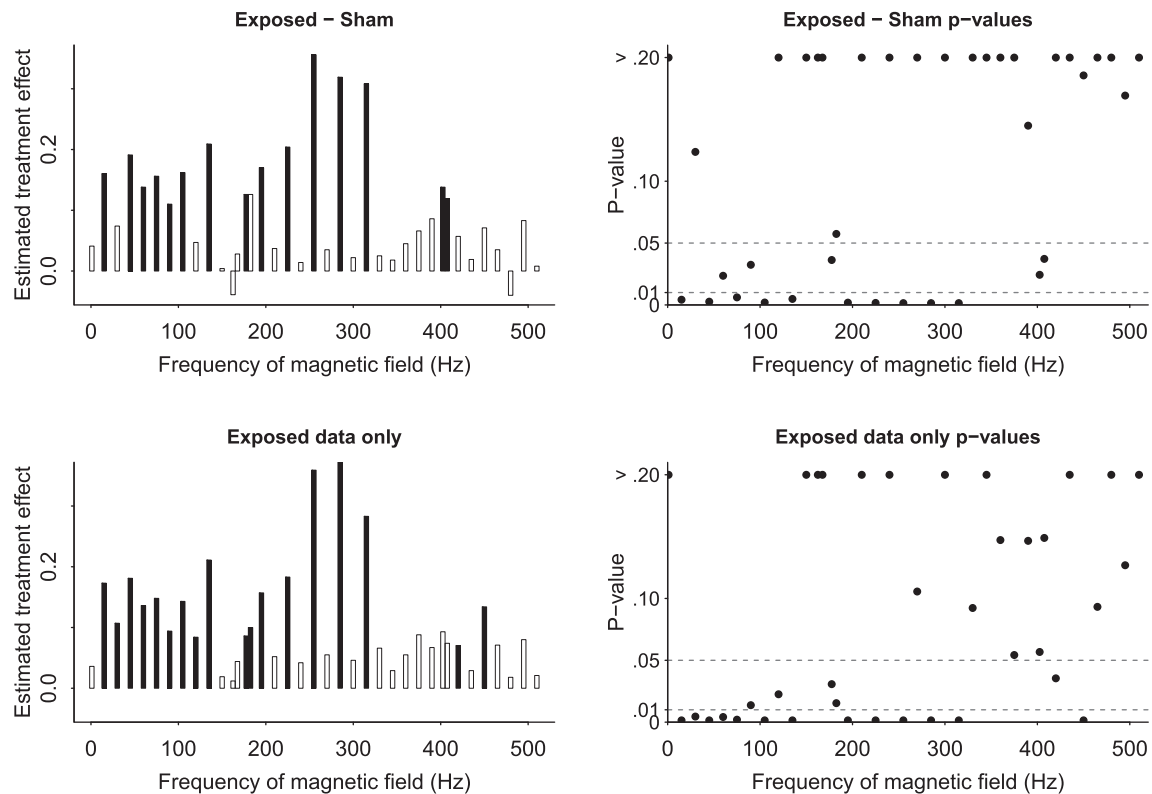 Exposed − Sham
Estimated treatment effect
0.2
0.0
0 100 200 300 400 500
Frequency of magnetic field (Hz)
Exposed − Sham p−values
P−value
> .20
.10
.05
.01
0
0 100 200 300 400 500
Frequency of magnetic field (Hz)
Exposed data only
Estimated treatment effect
0.2
0.0
0 100 200 300 400 500
Frequency of magnetic field (Hz)
Exposed data only p−values
P−value
> .20
.10
.05
.01
0
0 100 200 300 400 500
Frequency of magnetic field (Hz)